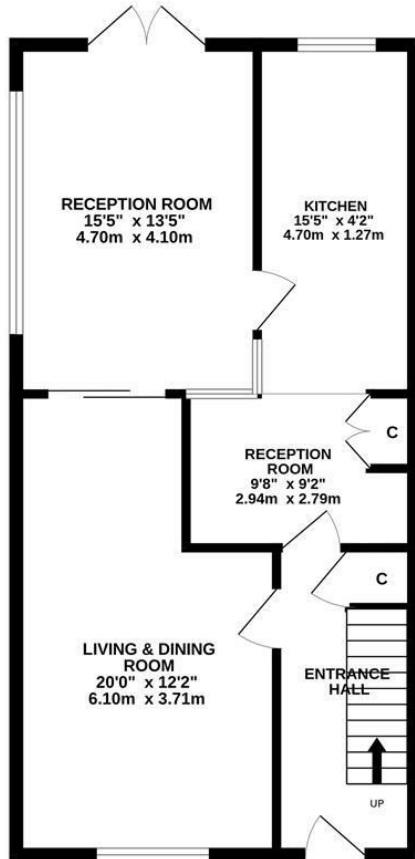 RECEPTION ROOM
15'5" x 13'5"
4.70m x 4.10m
KITCHEN
15'5" x 4'2"
4.70m x 1.27m
C
RECEPTION
ROOM
9'8" x 9'2"
2.94m x 2.79m
C
LIVING & DINING
ROOM
20'0" x 12'2"
6.10m x 3.71m
ENTRANCE
HALL
UP